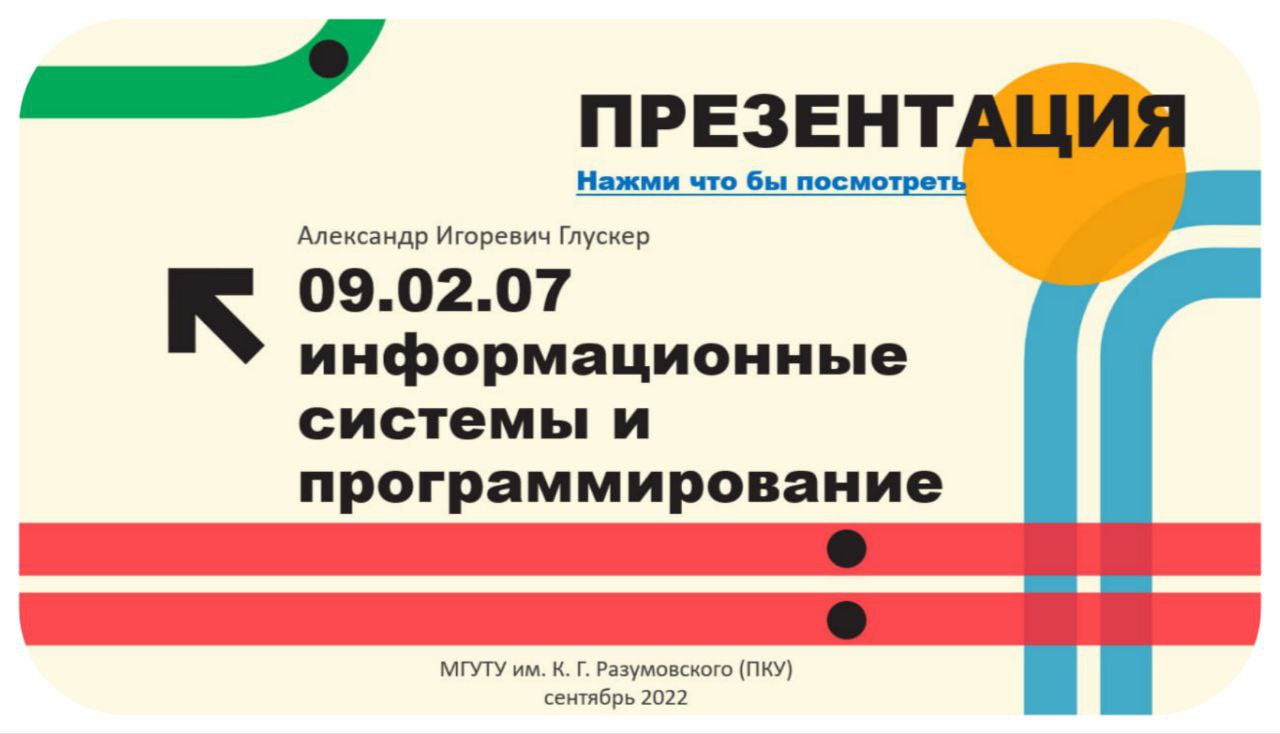 ПРЕЗЕНТАЦИЯ
Нажми что бы посмотреть
Александр Игоревич Глускер
09.02.07
информационные
системы и
программирование
МГУТУ им. К. Г. Разумовского (ПКУ)
сентябрь 2022